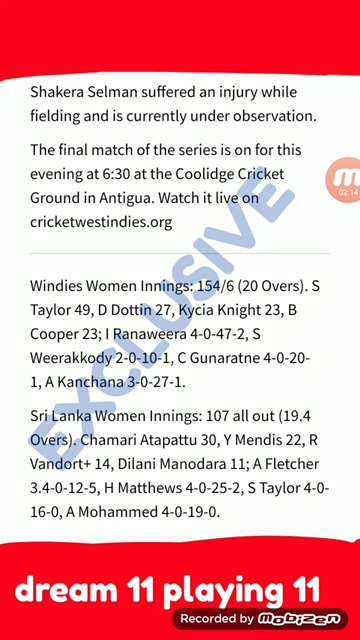 Shakera Selman suffered an injury while
fielding and is currently under observation.
The final match of the series is on for this
evening at 6:30 at the Coolidge Cricket
Ground in Antigua. Watch it live on
cricketwestindies.org
M
02:14
EXCLUSIVE
Windies Women Innings: 154/6 (20 Overs). S
Taylor 49, D Dottin 27, Kycia Knight 23, B
Cooper 23; I Ranaweera 4-0-47-2, S
Weerakkody 2-0-10-1, C Gunaratne 4-0-20-
1, A Kanchana 3-0-27-1.
Sri Lanka Women Innings: 107 all out (19.4
Overs). Chamari Atapattu 30, Y Mendis 22, R
Vandort+ 14, Dilani Manodara 11; A Fletcher
3.4-0-12-5, H Matthews 4-0-25-2, S Taylor 4-0-
16-0, A Mohammed 4-0-19-0.
dream 11 playing 11
Recorded by mobizen